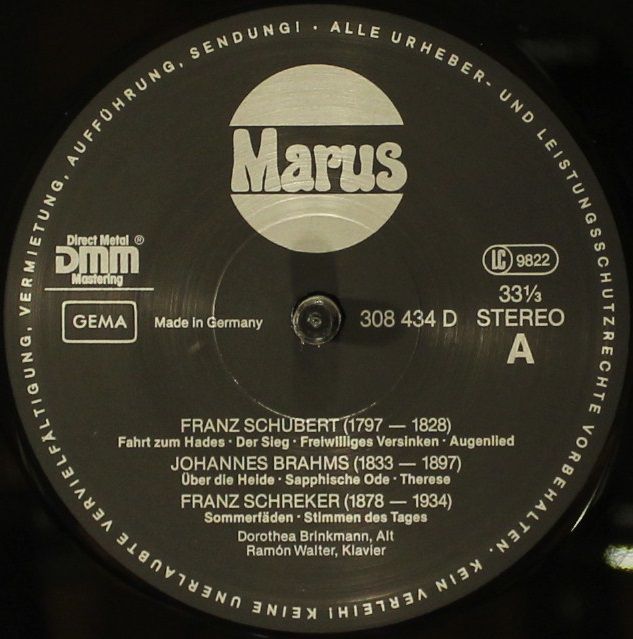 ALLE URHEBER- UND LEISTUNGSSCHUTZRECHTE VORBEHALTEN · KEIN VERLEIH! KEINE UNERLAUBTE VERVIELFÄLTIGUNG, VERMIETUNG, AUFFÜHRUNG, SENDUNG! ·
Marus
Direct Metal ®
DMM
Mastering
LC 9822
GEMA
Made in Germany
308 434 D
33⅓
STEREO
A
FRANZ SCHUBERT (1797 — 1828)
Fahrt zum Hades · Der Sieg · Freiwilliges Versinken · Augenlied
JOHANNES BRAHMS (1833 — 1897)
Über die Heide · Sapphische Ode · Therese
FRANZ SCHREKER (1878 — 1934)
Sommerfäden · Stimmen des Tages
Dorothea Brinkmann, Alt
Ramón Walter, Klavier